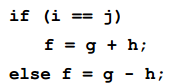 if (i == j)
    f = g + h;
else f = g - h;